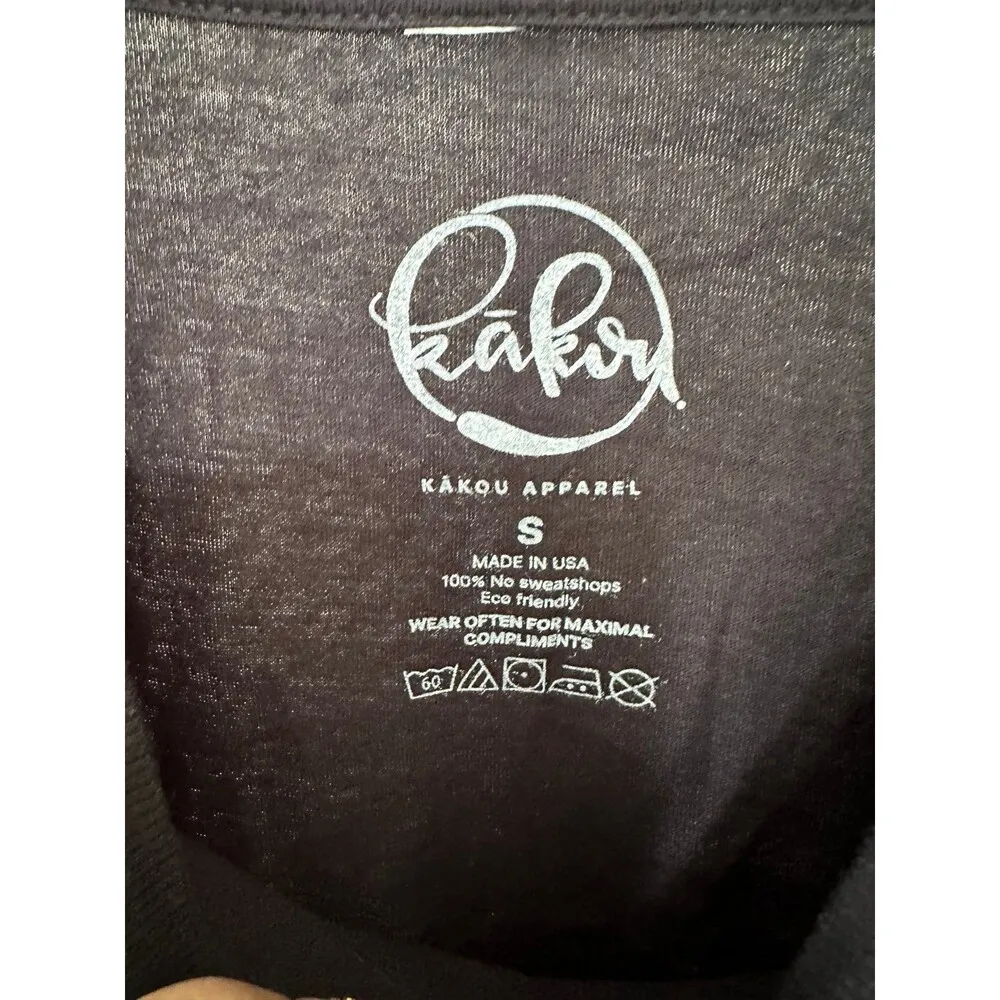 kākou.
KĀKOU APPAREL
S
MADE IN USA
100% No sweatshops
Eco friendly
WEAR OFTEN FOR MAXIMAL
COMPLIMENTS
60